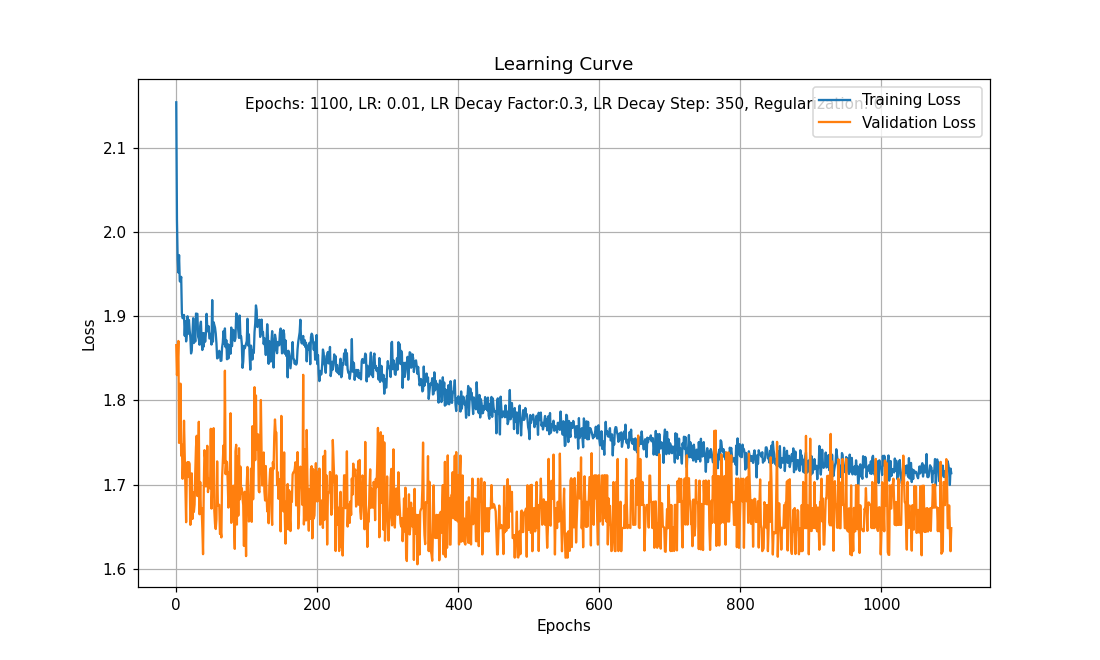 Learning Curve
Epochs: 1100, LR: 0.01, LR Decay Factor:0.3, LR Decay Step: 350, Regularization: 0
Training Loss
Validation Loss
2.1
2.0
1.9
1.8
1.7
1.6
Loss
0 200 400 600 800 1000
Epochs